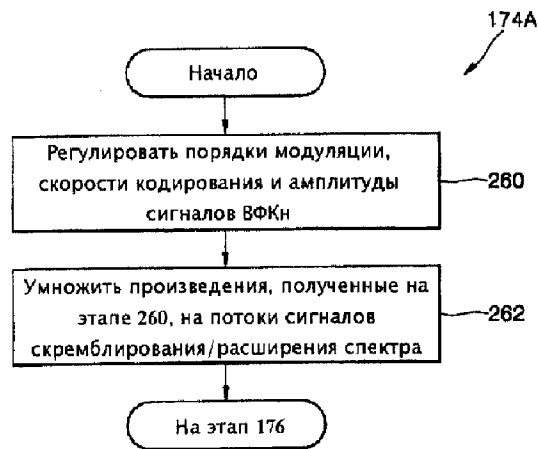 174A
Начало
Регулировать порядки модуляции,
скорости кодирования и амплитуды
сигналов ВФКн
260
Умножить произведения, полученные на
этапе 260, на потоки сигналов
скремблирования/расширения спектра
262
На этап 176